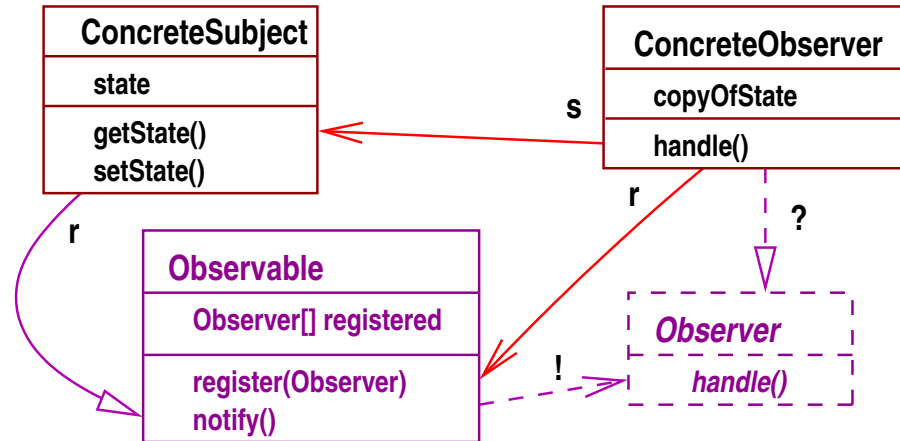 ConcreteSubject
state
getState()
setState()
ConcreteObserver
copyOfState
handle()
s
r
r
?
Observable
Observer[] registered
register(Observer)
notify()
!
Observer
handle()